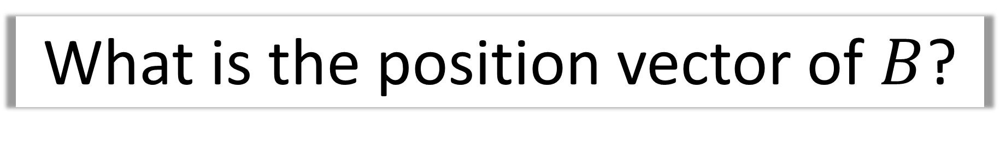 What is the position vector of B?